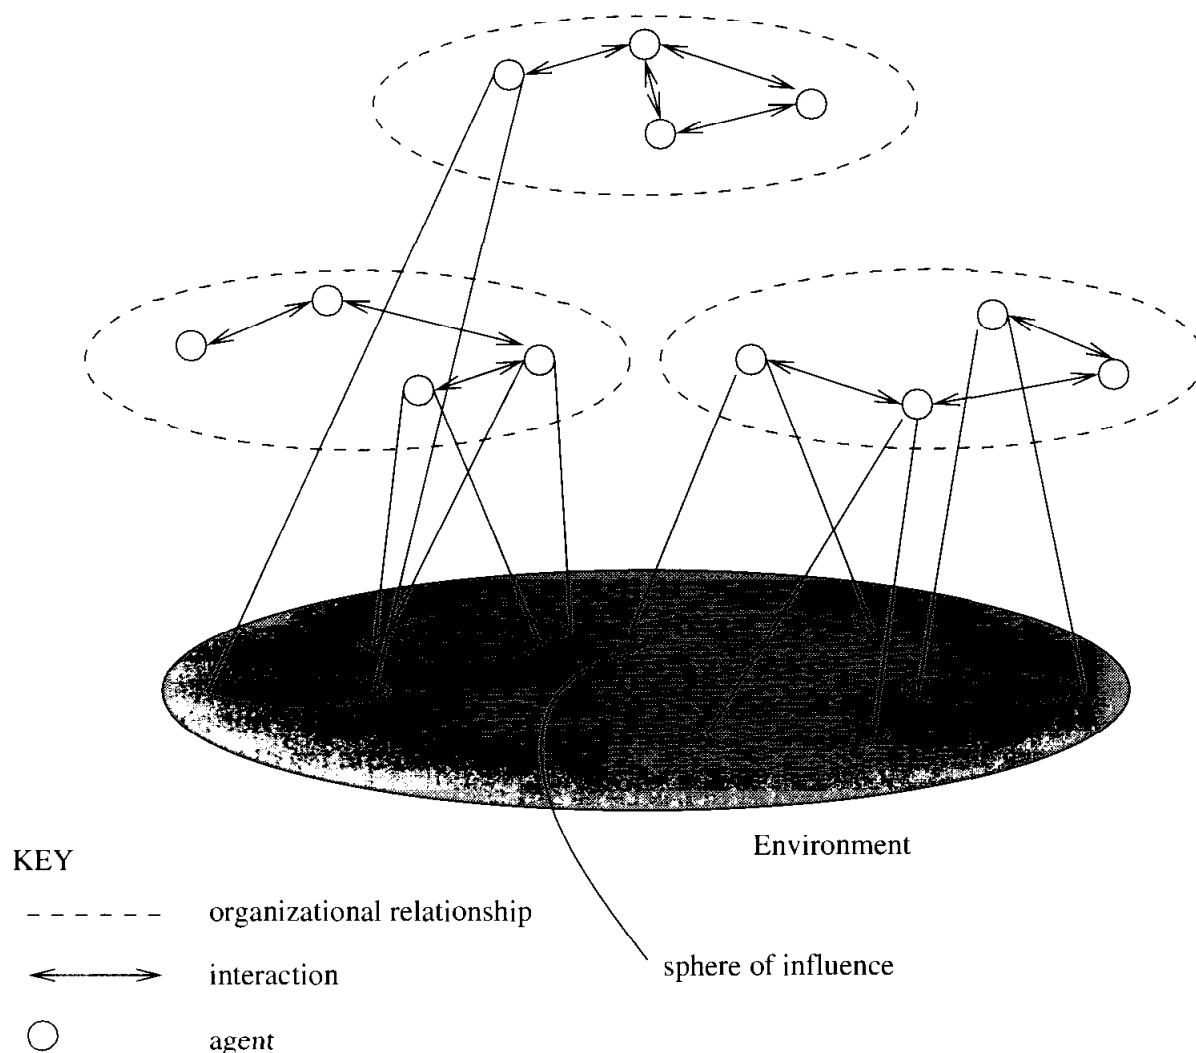 Environment
KEY
organizational relationship
interaction
sphere of influence
agent